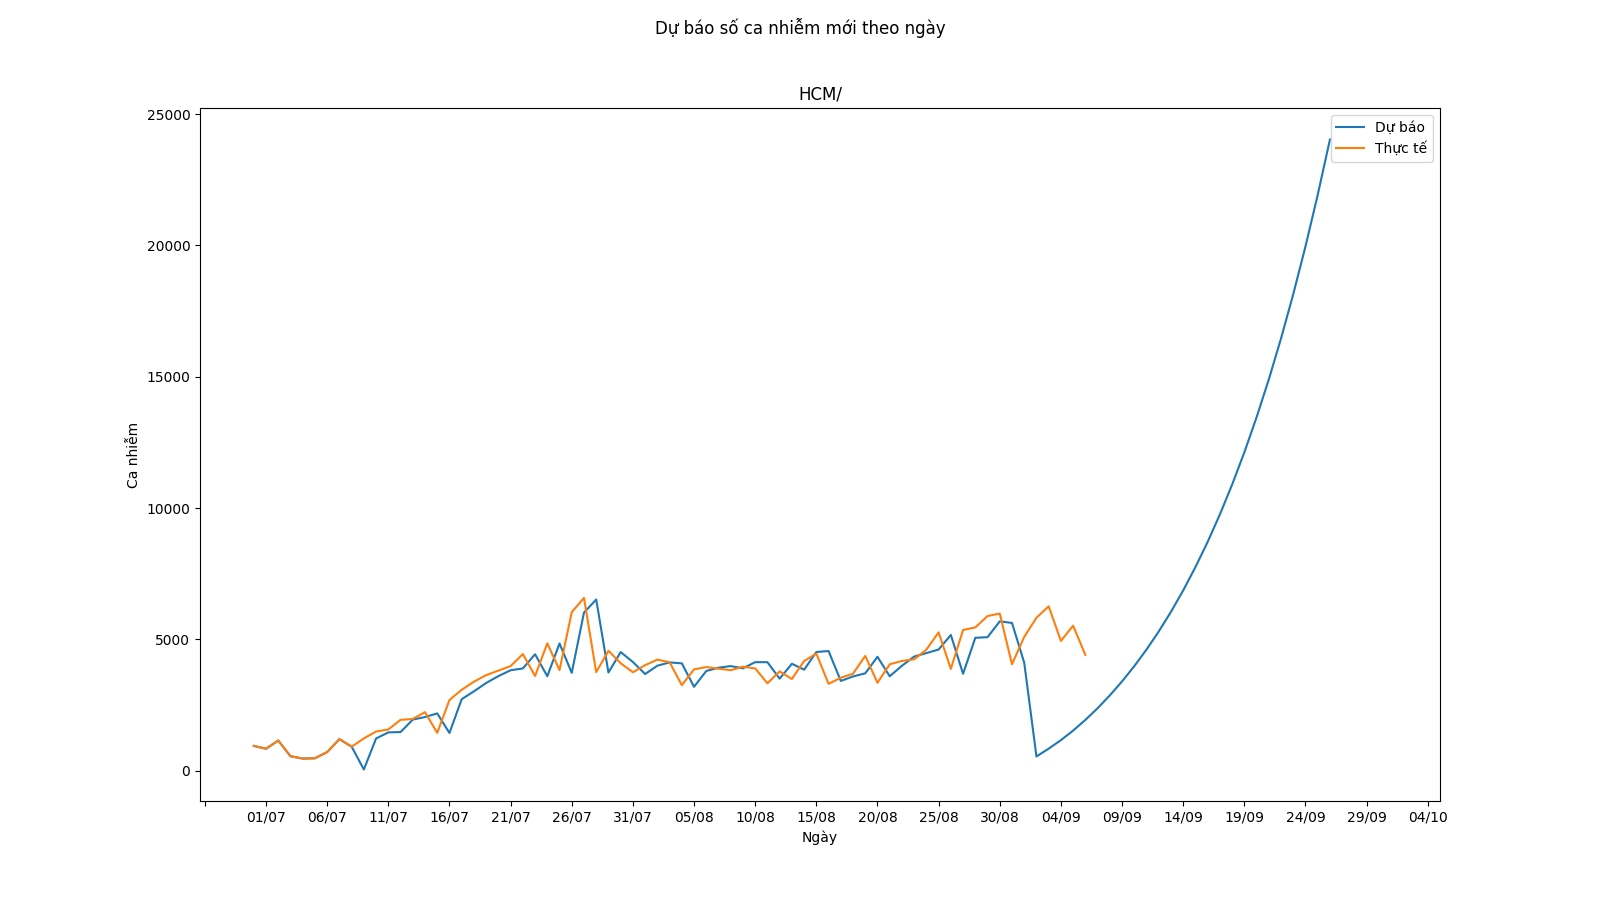 Dự báo số ca nhiễm mới theo ngày
HCM/
25000
20000
15000
10000
5000
0
Ca nhiễm
Dự báo
Thực tế
01/07 06/07 11/07 16/07 21/07 26/07 31/07 05/08 10/08 15/08 20/08 25/08 30/08 04/09 09/09 14/09 19/09 24/09 29/09 04/10
Ngày